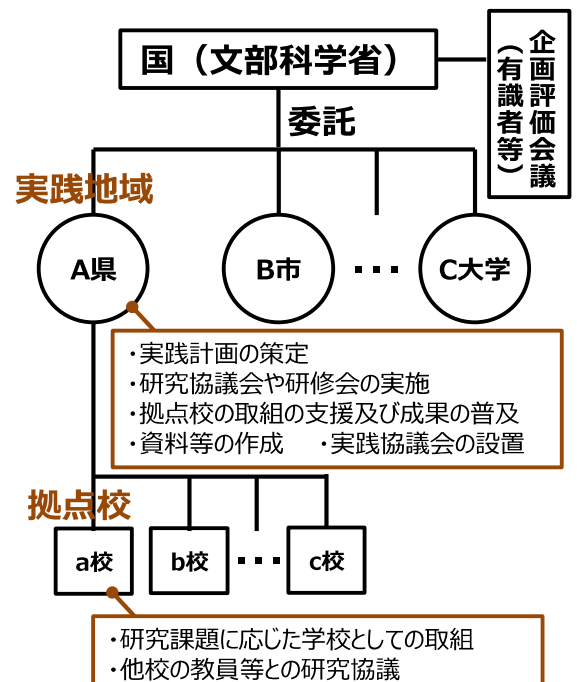 国（文部科学省）
企画評価会議
（有識者等）
委託
実践地域
A県
B市
･･･
C大学
･実践計画の策定
･研究協議会や研修会の実施
･拠点校の取組の支援及び成果の普及
･資料等の作成　･実践協議会の設置
拠点校
a校
b校
･･･
c校
･研究課題に応じた学校としての取組
･他校の教員等との研究協議